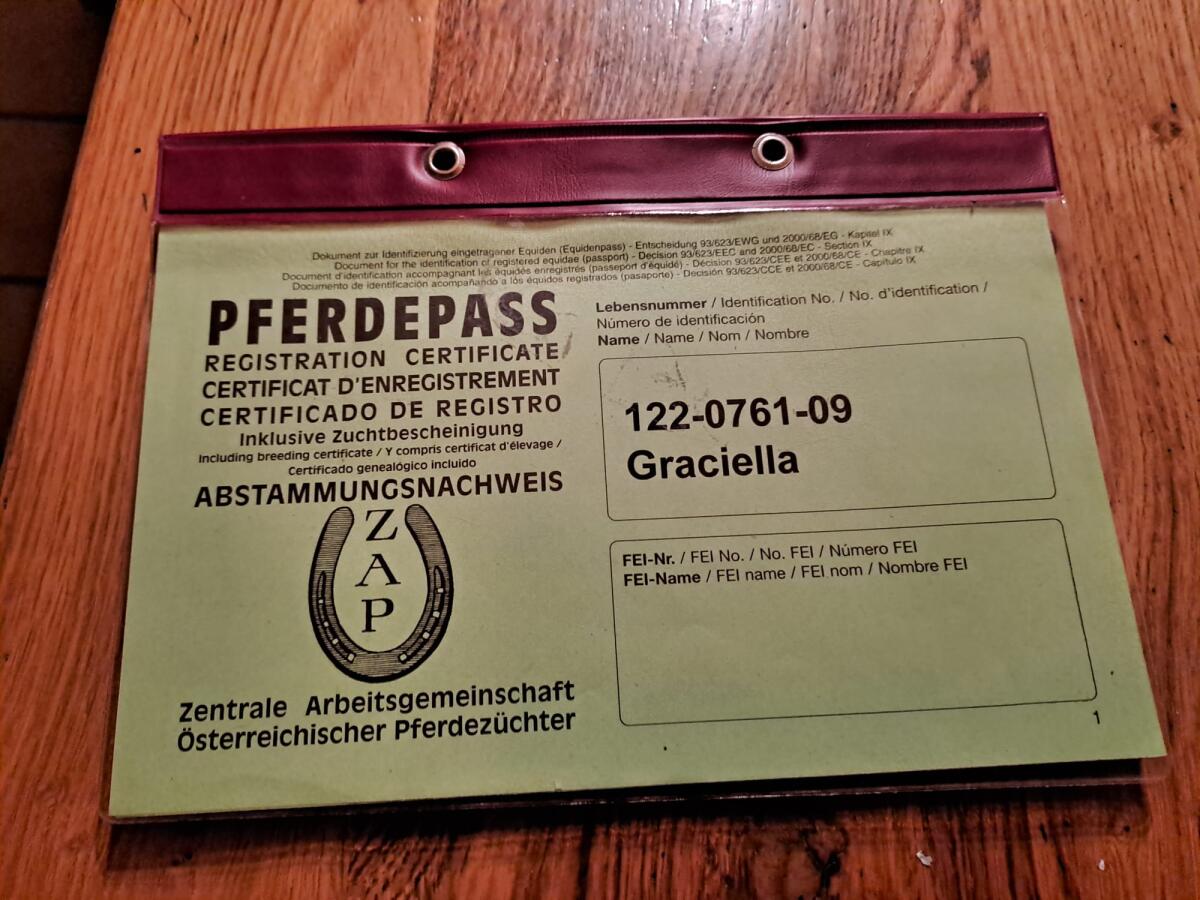 Dokument zur Identifizierung eingetragener Equiden (Equidenpass) - Entscheidung 93/623/EWG und 2000/68/EG - Kapitel IX
Document for the identification of registered equidae (passport) - Decision 93/623/EEC and 2000/68/EC - Section IX
Document d'identification accompagnant les équidés enregistrés (passeport d'équidé) - Décision 93/623/CEE et 2000/68/CE - Chapitre IX
Documento de identificación acompañando a lós équidos registrados (pasaporte) - Decisión 93/623/CCE et 2000/68/CE - Capítulo IX
PFERDEPASS
REGISTRATION CERTIFICATE
CERTIFICAT D'ENREGISTREMENT
CERTIFICADO DE REGISTRO
Inklusive Zuchtbescheinigung
Including breeding certificate / Y compris certificat d'élevage /
Certificado genealógico incluido
ABSTAMMUNGSNACHWEIS
Z
A
P
Zentrale Arbeitsgemeinschaft
Österreichischer Pferdezüchter
Lebensnummer / Identification No. / No. d'identification /
Número de identificación
Name / Name / Nom / Nombre
122-0761-09
Graciella
FEI-Nr. / FEI No. / No. FEI / Número FEI
FEI-Name / FEI name / FEI nom / Nombre FEI
1